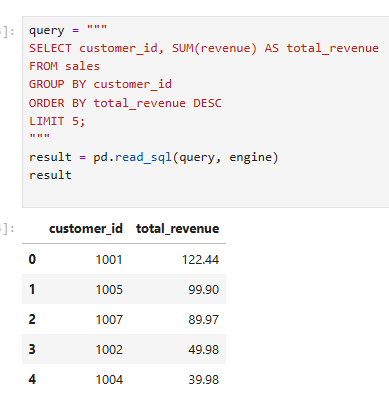 ]: query = """
SELECT customer_id, SUM(revenue) AS total_revenue
FROM sales
GROUP BY customer_id
ORDER BY total_revenue DESC
LIMIT 5;
"""
result = pd.read_sql(query, engine)
result
]:
customer_id total_revenue
0 1001 122.44
1 1005 99.90
2 1007 89.97
3 1002 49.98
4 1004 39.98